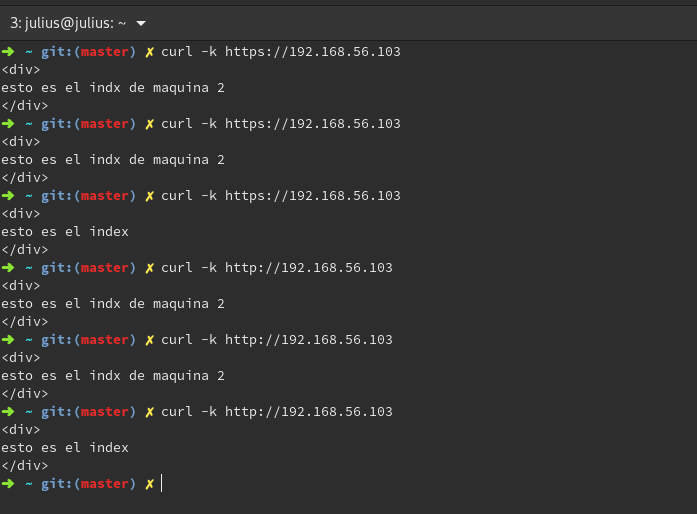 3: julius@julius: ~
➜ ~ git:(master) ✗ curl -k https://192.168.56.103
<div>
esto es el indx de maquina 2
</div>
➜ ~ git:(master) ✗ curl -k https://192.168.56.103
<div>
esto es el indx de maquina 2
</div>
➜ ~ git:(master) ✗ curl -k https://192.168.56.103
<div>
esto es el index
</div>
➜ ~ git:(master) ✗ curl -k http://192.168.56.103
<div>
esto es el indx de maquina 2
</div>
➜ ~ git:(master) ✗ curl -k http://192.168.56.103
<div>
esto es el indx de maquina 2
</div>
➜ ~ git:(master) ✗ curl -k http://192.168.56.103
<div>
esto es el index
</div>
➜ ~ git:(master) ✗